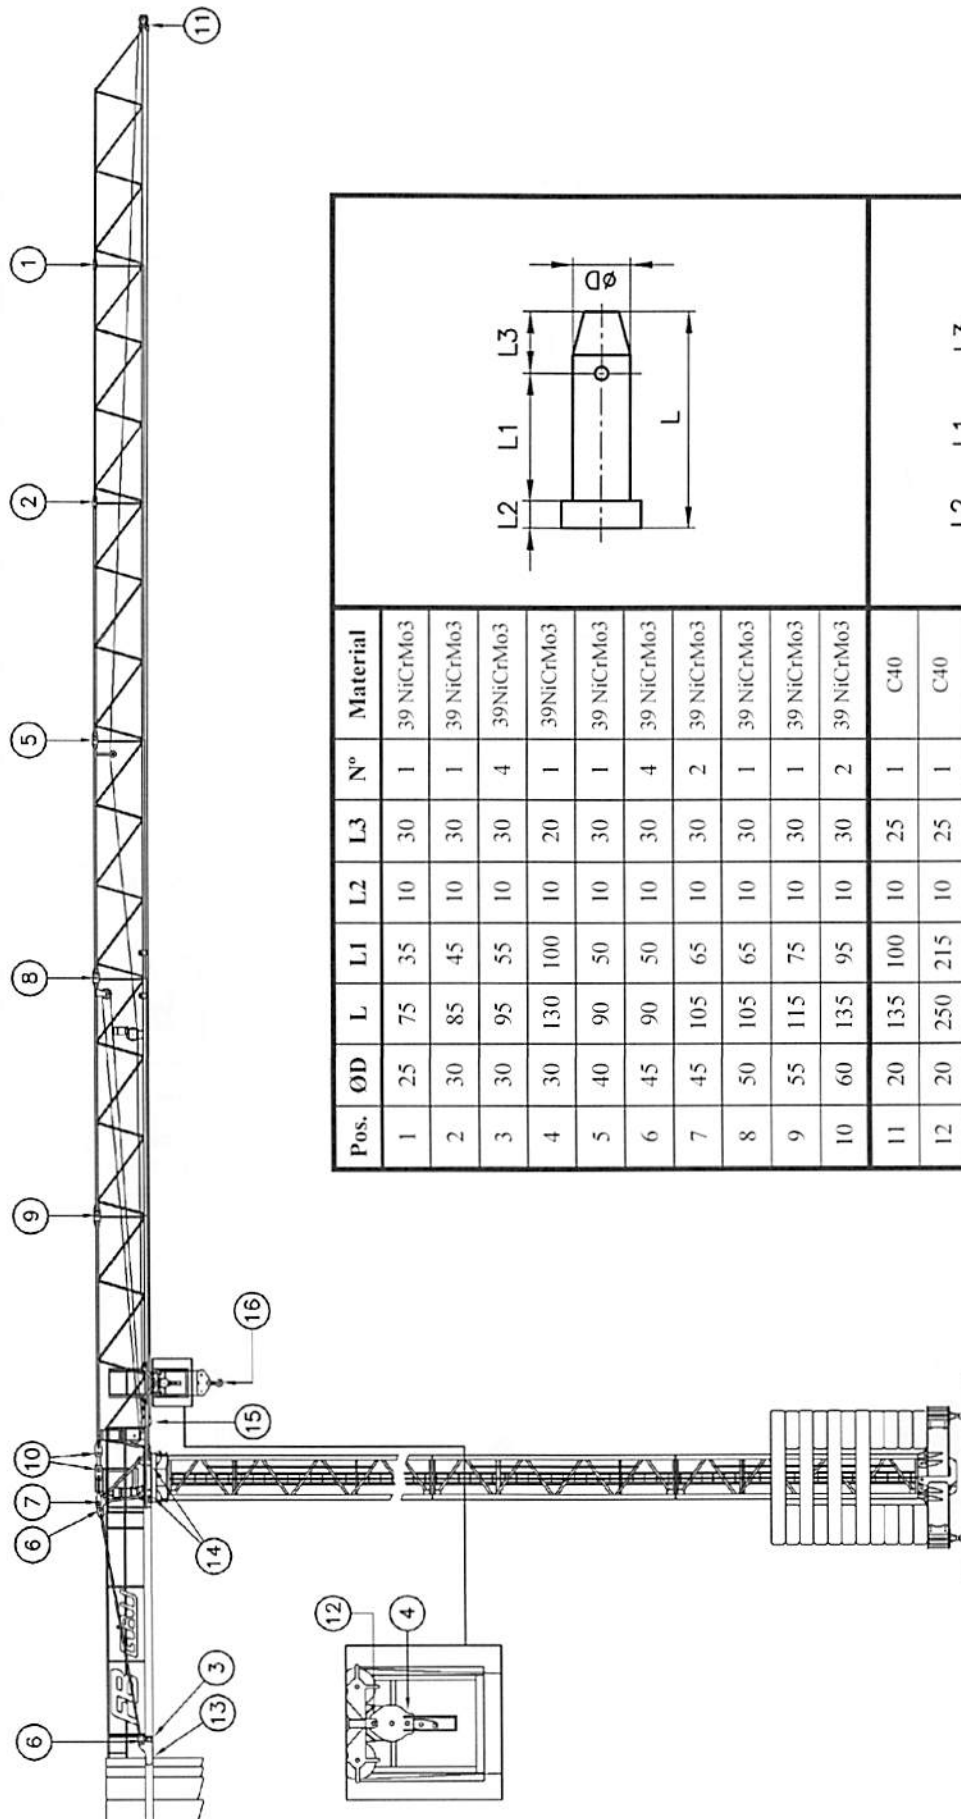 11
1
2
5
8
9
16
15
10
7
6
14
12
4
3
13
6
Pos. ØD L L1 L2 L3 Nº Material
1 25 75 35 10 30 1 39 NiCrMo3
2 30 85 45 10 30 1 39 NiCrMo3
3 30 95 55 10 30 4 39NiCrMo3
4 30 130 100 10 20 1 39NiCrMo3
5 40 90 50 10 30 1 39 NiCrMo3
6 45 90 50 10 30 4 39 NiCrMo3
7 45 105 65 10 30 2 39 NiCrMo3
8 50 105 65 10 30 1 39 NiCrMo3
9 55 115 75 10 30 1 39 NiCrMo3
10 60 135 95 10 30 2 39 NiCrMo3
11 20 135 100 10 25 1 C40
12 20 250 215 10 25 1 C40
L2 L1 L3
ØD
L
L2 L1 L3